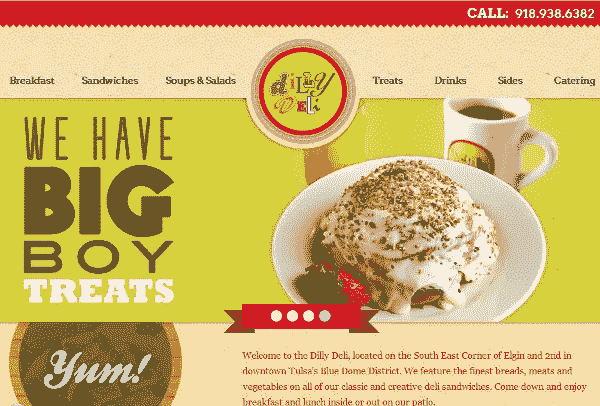 CALL: 918.938.6382
Breakfast Sandwiches Soups & Salads Treats Drinks Sides Catering
dilly
Deli
WE HAVE
BIG
BOY
TREATS
Yum!
Welcome to the Dilly Deli, located on the South East Corner of Elgin and 2nd in
downtown Tulsa's Blue Dome District. We feature the finest breads, meats and
vegetables on all of our classic and creative deli sandwiches. Come down and enjoy
breakfast and lunch inside or out on our patio.